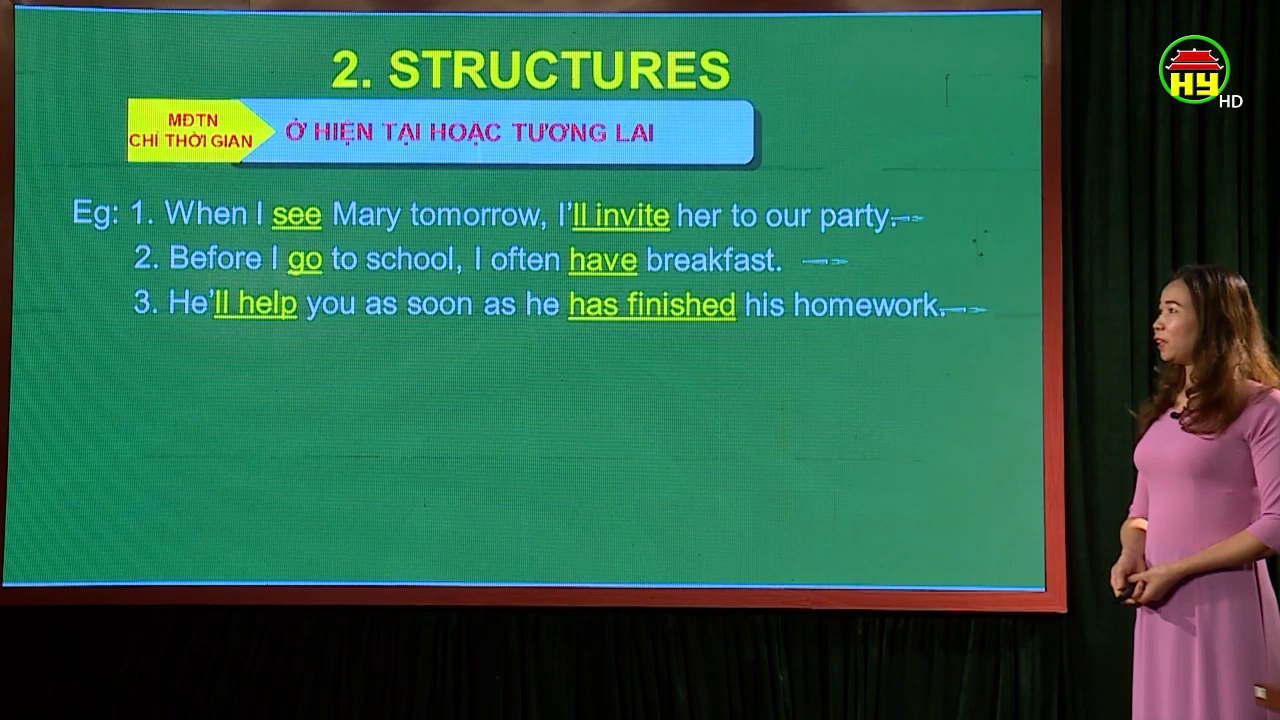 2. STRUCTURES
MĐTN
CHỈ THỜI GIAN
Ở HIỆN TẠI HOẶC TƯƠNG LAI
Eg: 1. When I see Mary tomorrow, I'll invite her to our party.
2. Before I go to school, I often have breakfast.
3. He'll help you as soon as he has finished his homework.
HY
HD